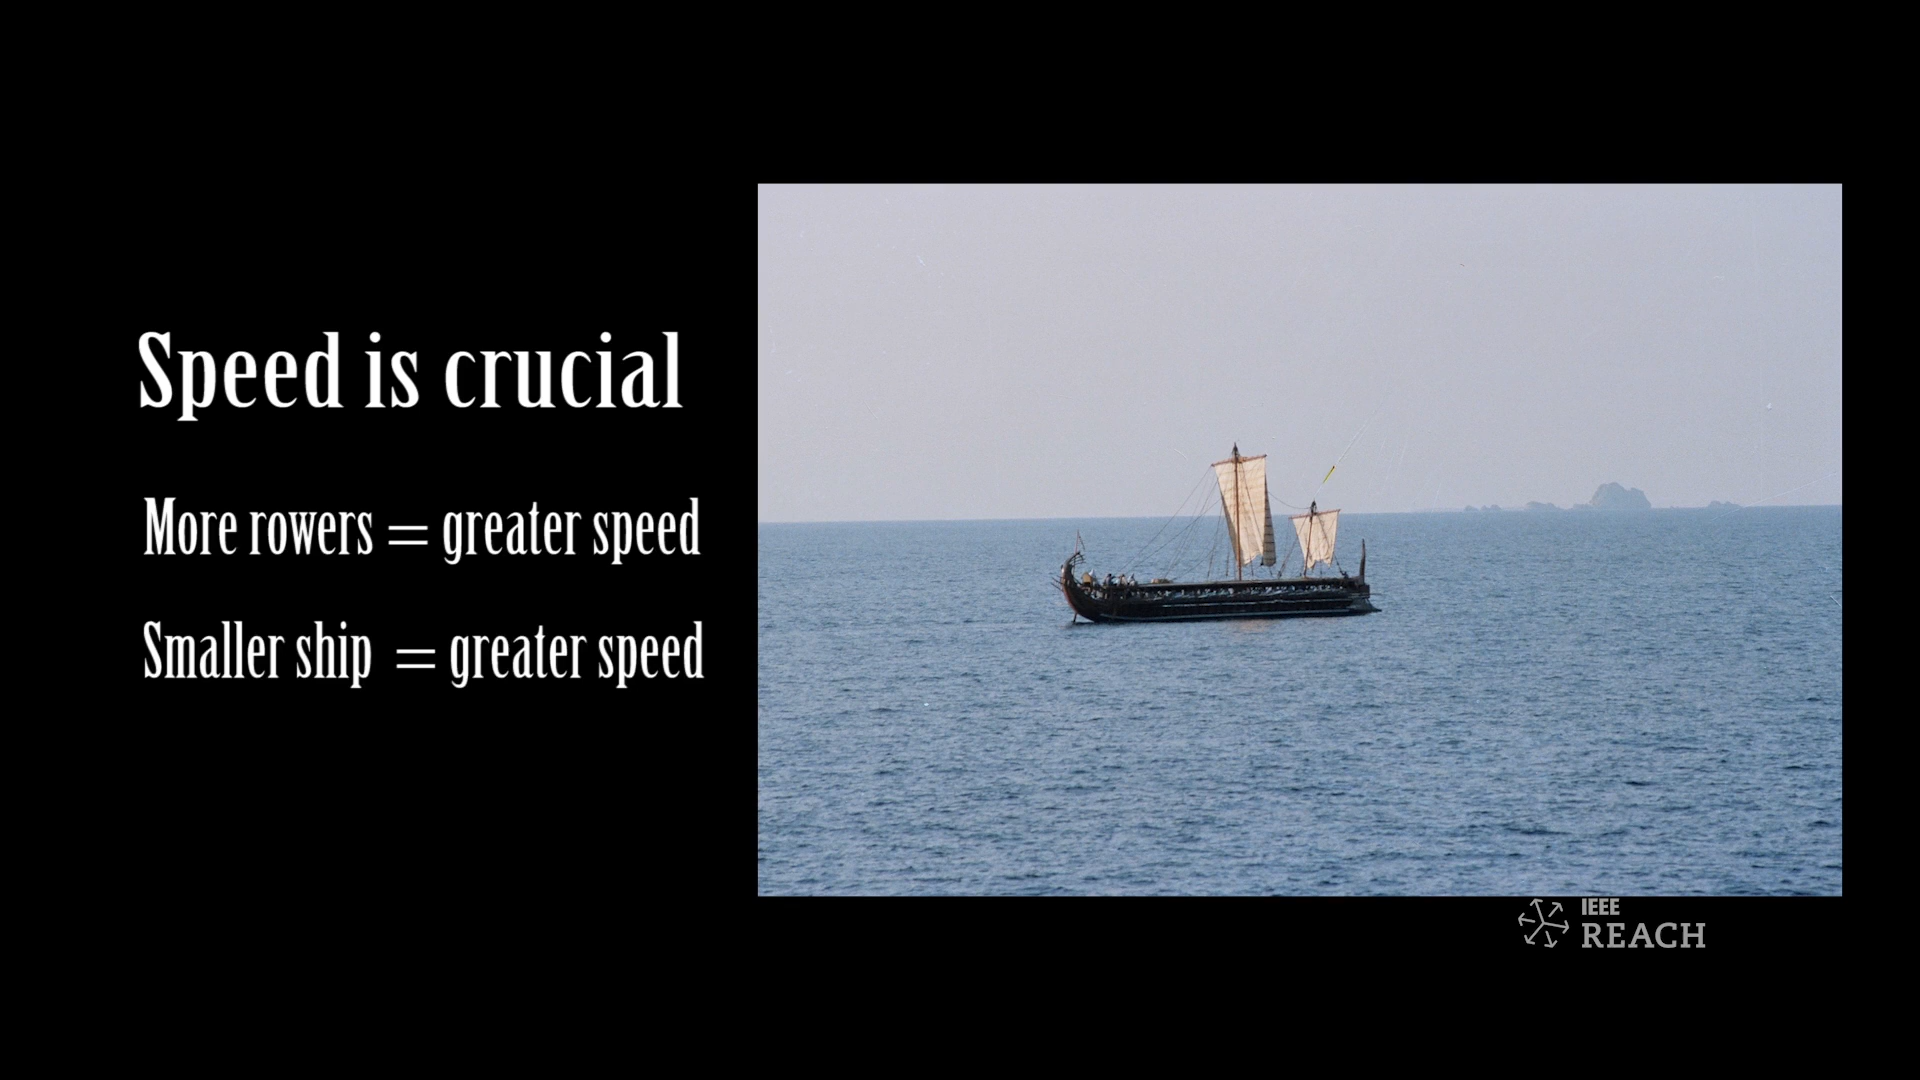 Speed is crucial
More rowers = greater speed
Smaller ship = greater speed
IEEE
REACH